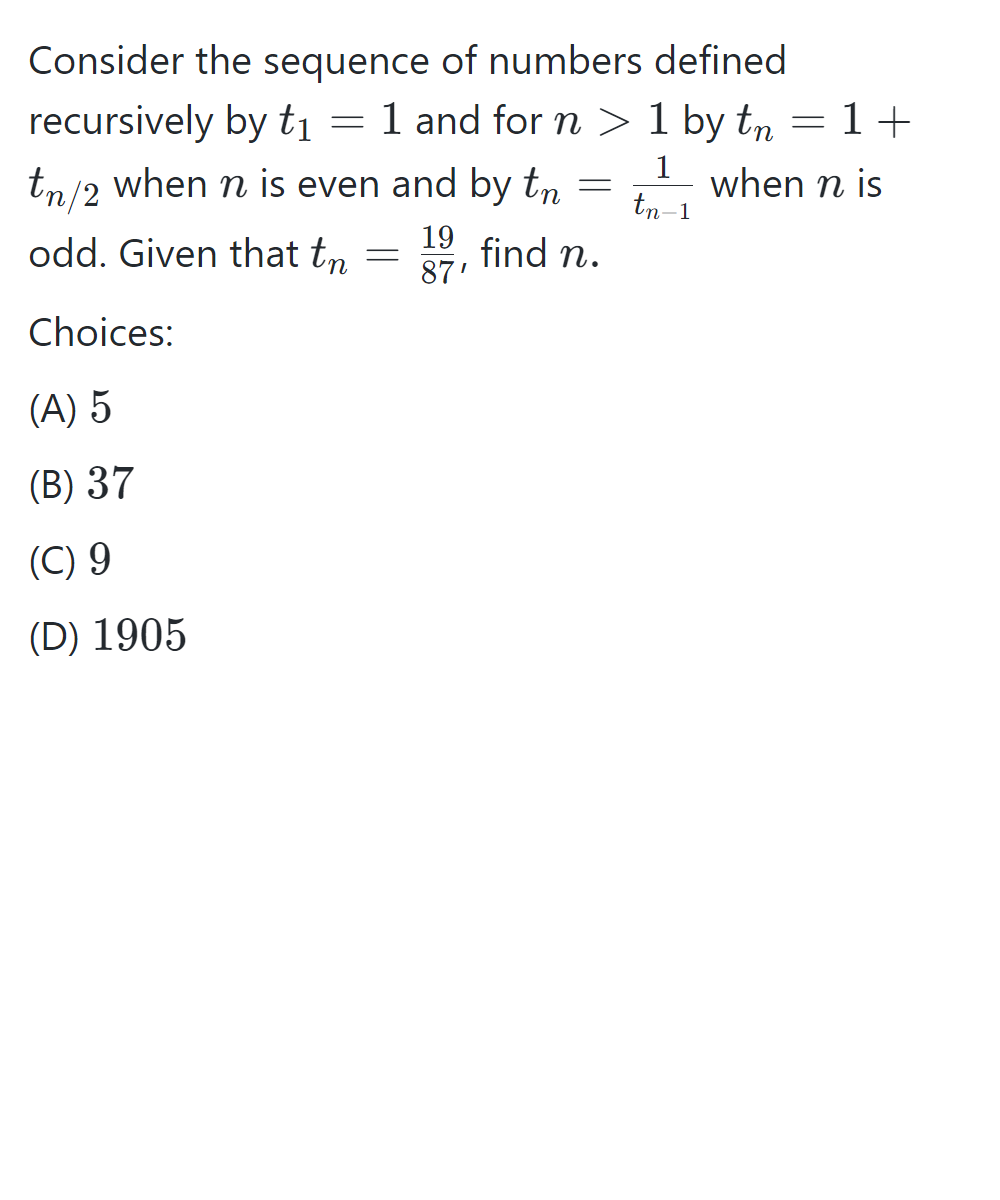 Consider the sequence of numbers defined
recursively by $t_1 = 1$ and for $n > 1$ by $t_n = 1 +$
$t_{n/2}$ when $n$ is even and by $t_n = \frac{1}{t_{n-1}}$ when $n$ is
odd. Given that $t_n = \frac{19}{87}$, find $n$.
Choices:
(A) $5$
(B) $37$
(C) $9$
(D) $1905$